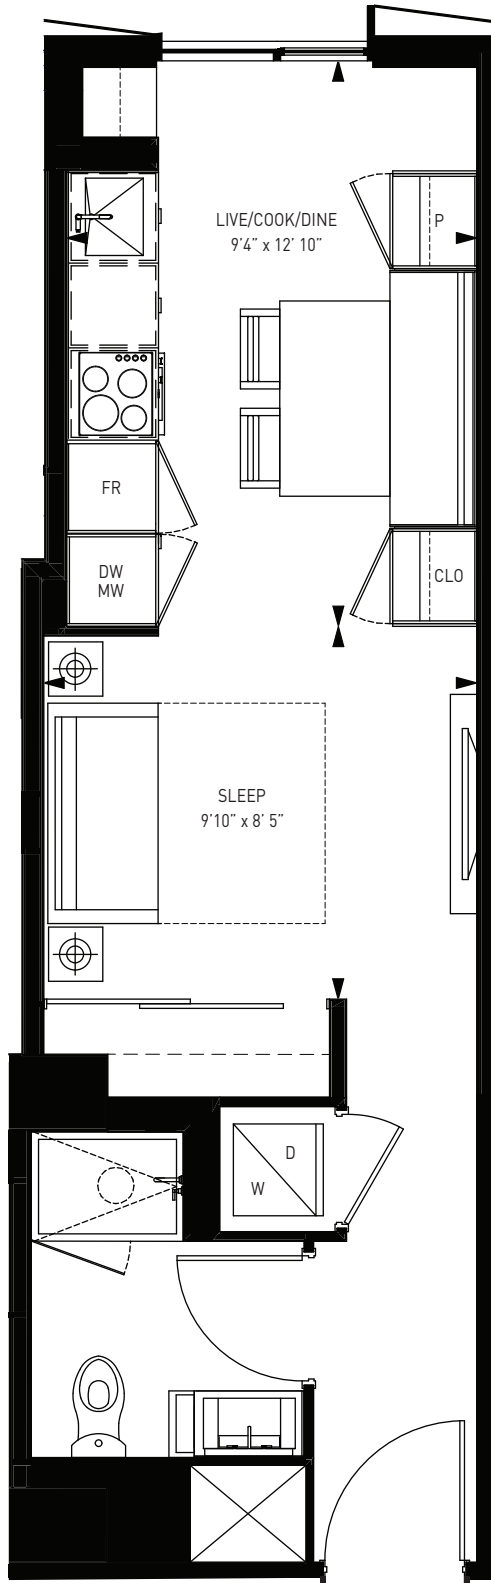 LIVE/COOK/DINE
9’4” x 12’ 10”
P
FR
DW
MW
CLO
SLEEP
9’10” x 8’ 5”
D
W